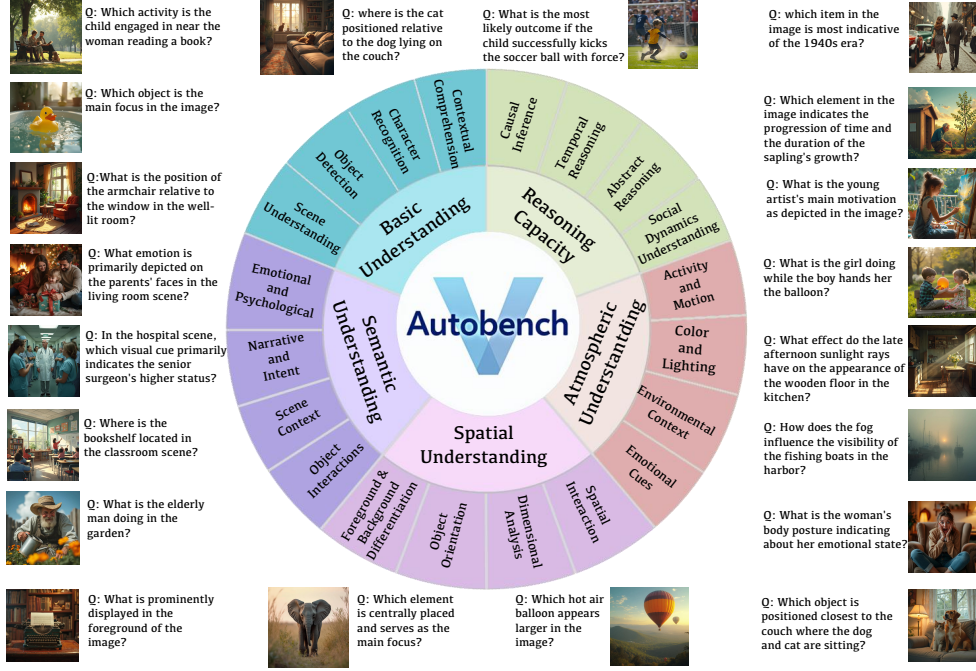 Q: Which activity is the
child engaged in near the
woman reading a book?
Q: where is the cat
positioned relative
to the dog lying on
the couch?
Q: What is the most
likely outcome if the
child successfully kicks
the soccer ball with force?
Q: which item in the
image is most indicative
of the 1940s era?
Q: Which object is the
main focus in the image?
Q:What is the position of
the armchair relative to
the window in the well-
lit room?
Q: What emotion is
primarily depicted on
the parents' faces in the
living room scene?
Q: In the hospital scene,
which visual cue primarily
indicates the senior
surgeon's higher status?
Q: Where is the
bookshelf located in
the classroom scene?
Q: What is the elderly
man doing in the
garden?
Q: What is prominently
displayed in the
foreground of the
image?
Contextual
Comprehension
Character
Recognition
Object
Detection
Scene
Understanding
Basic
Understanding
Causal
Inference
Temporal
Reasoning
Abstract
Reasoning
Social
Dynamics
Understanding
Reasoning
Capacity
Emotional
and
Psychological
Narrative
and
Intent
Scene
Context
Object
Interactions
Semantic
Understanding
V
Autobench
Activity
and
Motion
Color
and
Lighting
Environmental
Context
Emotional
Cues
Atmospheric
Understantding
Spatial
Understanding
Foreground &
Background
Differentiation
Object
Orientation
Dimensional
Analysis
Spatial
Interaction
Q: Which element in the
image indicates the
progression of time and
the duration of the
sapling's growth?
Q: What is the young
artist's main motivation
as depicted in the image?
Q: What is the girl doing
while the boy hands her
the balloon?
Q: What effect do the late
afternoon sunlight rays
have on the appearance of
the wooden floor in the
kitchen?
Q: How does the fog
influence the visibility of
the fishing boats in the
harbor?
Q: What is the woman's
body posture indicating
about her emotional state?
Q: Which element
is centrally placed
and serves as the
main focus?
Q: Which hot air
balloon appears
larger in the
image?
Q: Which object is
positioned closest to the
couch where the dog
and cat are sitting?